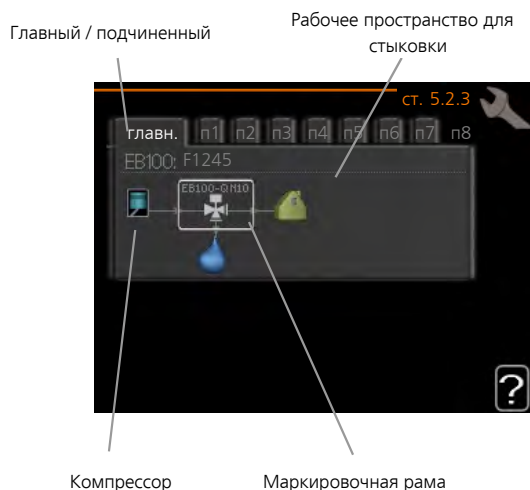 Главный / подчиненный
Рабочее пространство для
стыковки
ст. 5.2.3
главн. п1 п2 п3 п4 п5 п6 п7 п8
EB100: F1245
EB100-QN10
?
Компрессор
Маркировочная рама